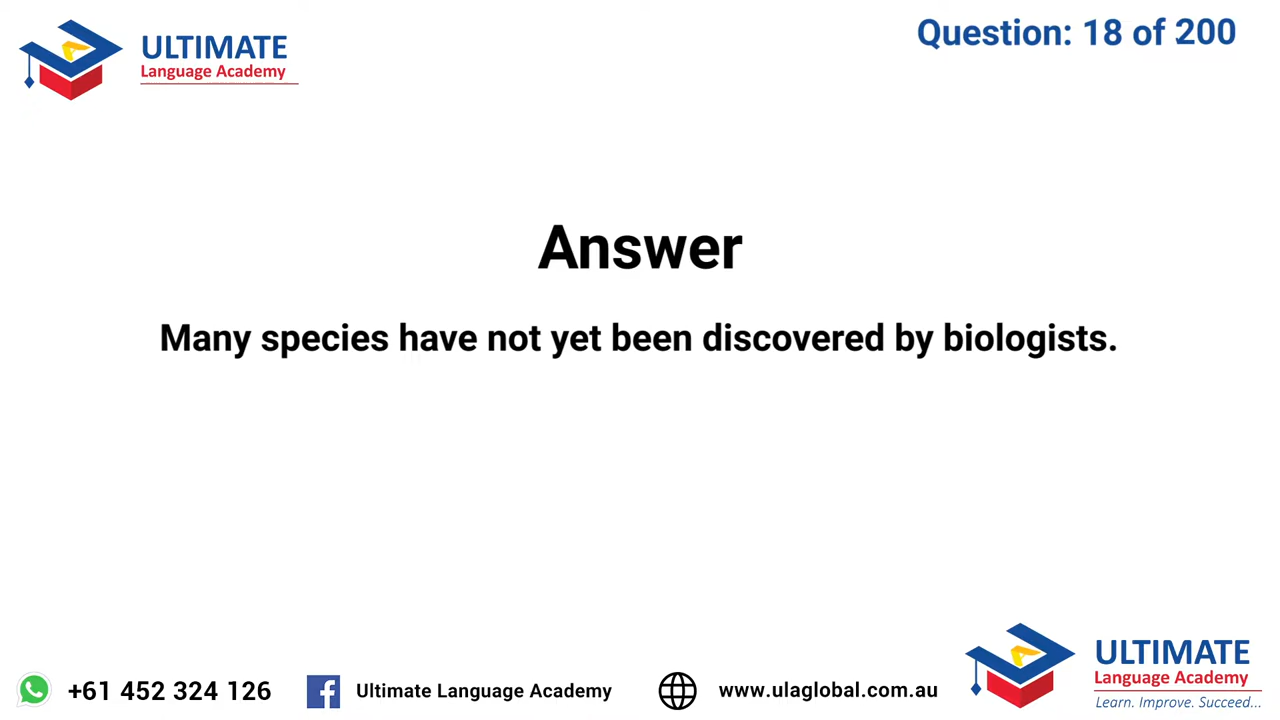 ULTIMATE
Language Academy
Question: 18 of 200
Answer
Many species have not yet been discovered by biologists.
+61 452 324 126
Ultimate Language Academy
www.ulaglobal.com.au
ULTIMATE
Language Academy
Learn. Improve. Succeed...